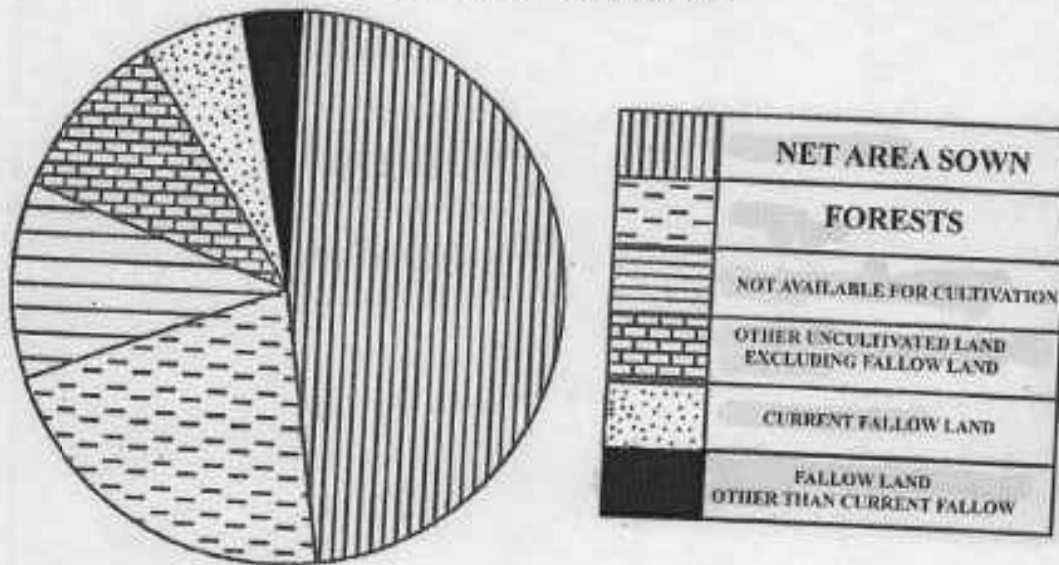 NET AREA SOWN
FORESTS
NOT AVAILABLE FOR CULTIVATION
OTHER UNCULTIVATED LAND
EXCLUDING FALLOW LAND
CURRENT FALLOW LAND
FALLOW LAND
OTHER THAN CURRENT FALLOW